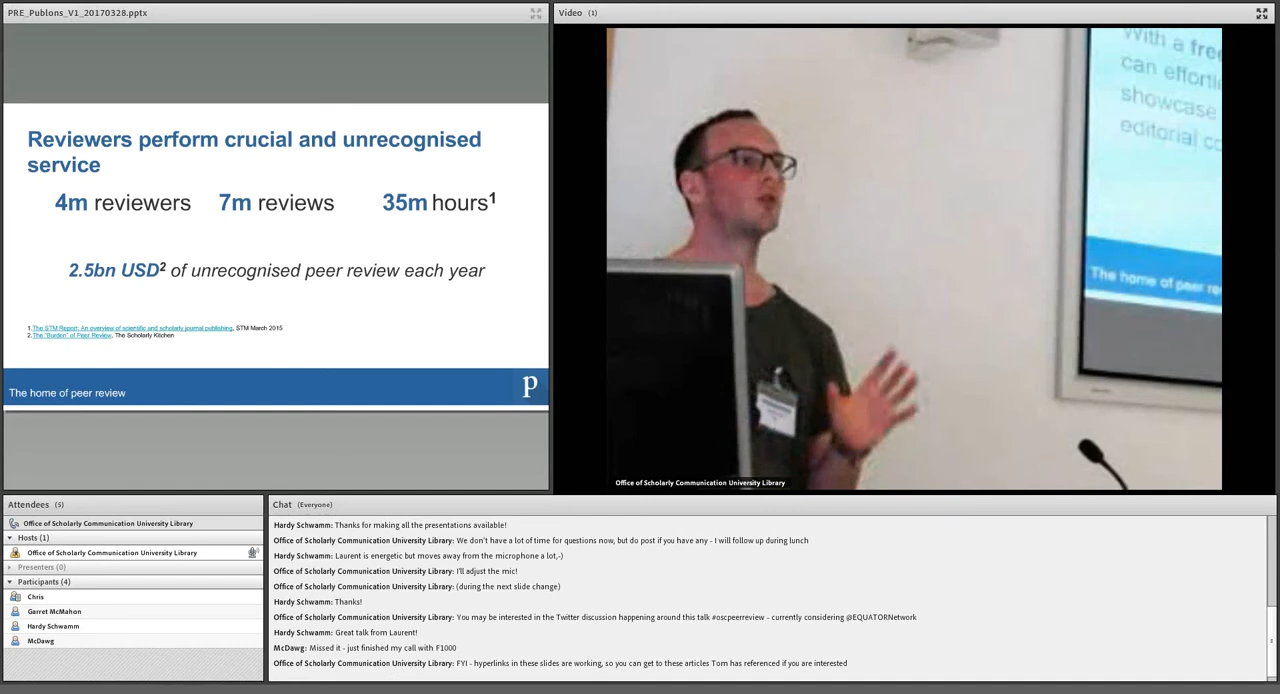 PRE_Publons_V1_20170328.pptx
Reviewers perform crucial and unrecognised
service
4m reviewers 7m reviews 35m hours1
2.5bn USD2 of unrecognised peer review each year
1.The STM Report: An overview of scientific and scholarly journal publishing, STM March 2015
2.The "Burden" of Peer Review, The Scholarly Kitchen
The home of peer review
p
Video (1)
With a free
can
showcase
editorial
The home of peer
Office of Scholarly Communication University Library
Attendees (5)
Office of Scholarly Communication University Library
Hosts (1)
Office of Scholarly Communication University Library
Presenters (0)
Participants (4)
Chris
Garret McMahon
Hardy Schwamm
McDawg
Chat (Everyone)
Hardy Schwamm: Thanks for making all the presentations available!
Office of Scholarly Communication University Library: We don't have a lot of time for questions now, but do post if you have any - I will follow up during lunch
Hardy Schwamm: Laurent is energetic but moves away from the microphone a lot,-)
Office of Scholarly Communication University Library: I'll adjust the mic!
Office of Scholarly Communication University Library: (during the next slide change)
Hardy Schwamm: Thanks!
Office of Scholarly Communication University Library: You may be interested in the Twitter discussion happening around this talk #oscpeerreview - currently considering @EQUATORNetwork
Hardy Schwamm: Great talk from Laurent!
McDawg: Missed it - just finished my call with F1000
Office of Scholarly Communication University Library: FYI - hyperlinks in these slides are working, so you can get to these articles Tom has referenced if you are interested